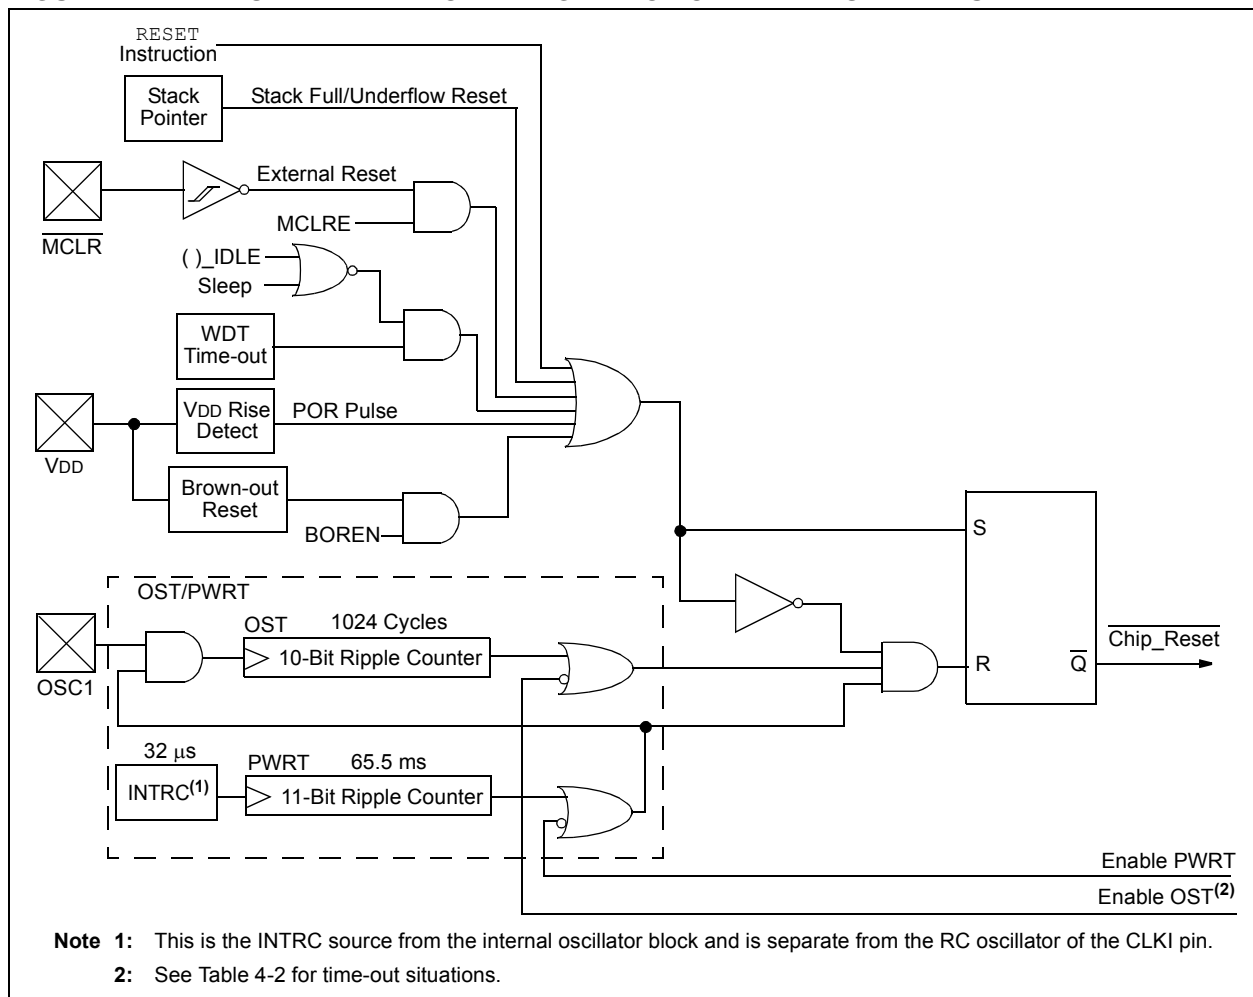 RESET
Instruction
Stack
Pointer
Stack Full/Underflow Reset
External Reset
MCLRE
MCLR
( )_IDLE
Sleep
WDT
Time-out
VDD Rise
Detect
POR Pulse
VDD
Brown-out
Reset
BOREN
S
OST/PWRT
OST
1024 Cycles
10-Bit Ripple Counter
OSC1
Chip_Reset
R
Q
32 μs
PWRT
65.5 ms
INTRC(1)
11-Bit Ripple Counter
Enable PWRT
Enable OST(2)
Note 1: This is the INTRC source from the internal oscillator block and is separate from the RC oscillator of the CLKI pin.
2: See Table 4-2 for time-out situations.